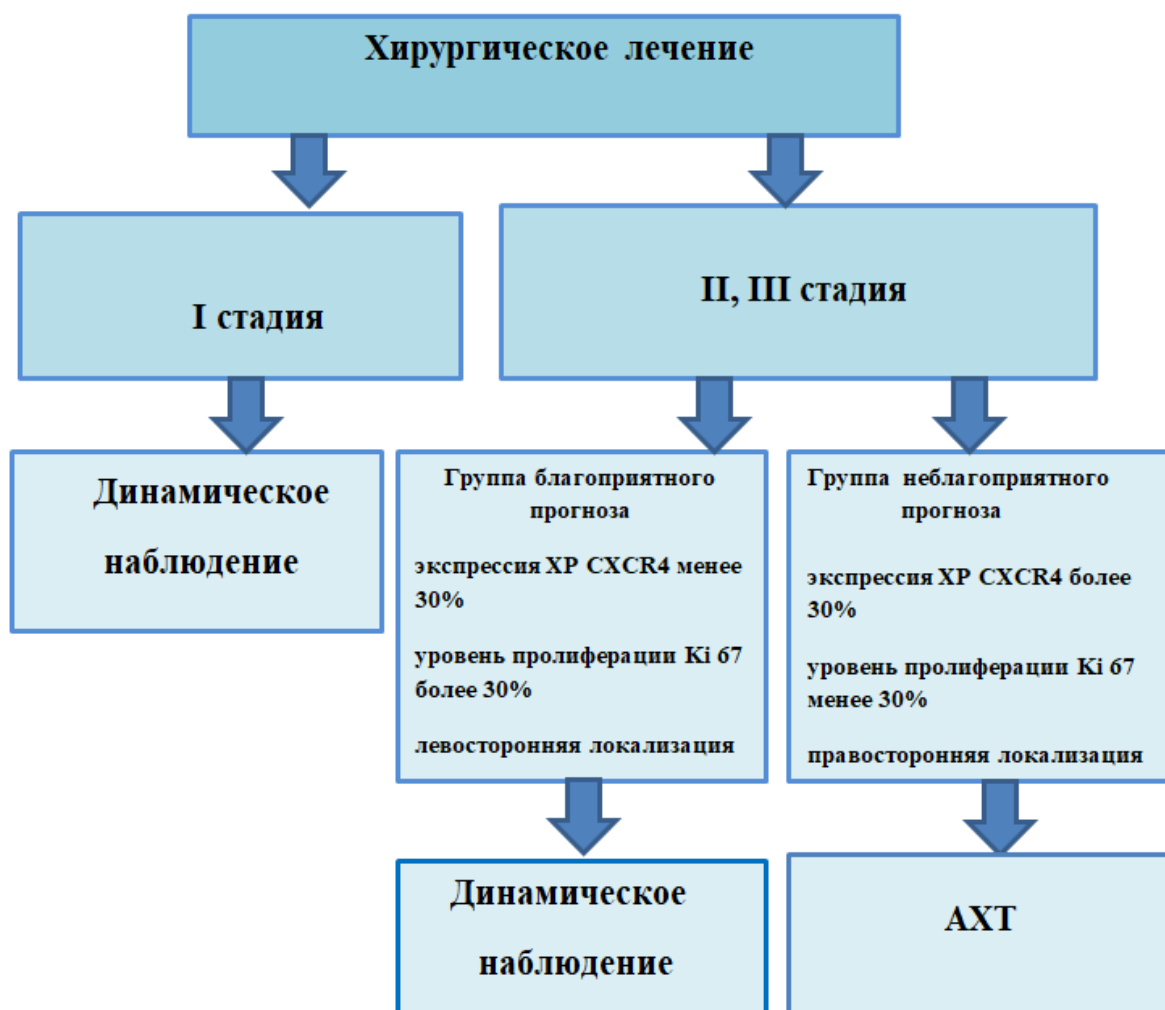 Хирургическое лечение
I стадия
II, III стадия
Динамическое
наблюдение
Группа благоприятного
прогноза
экспрессия ХР CXCR4 менее
30%
уровень пролиферации Ki 67
более 30%
левосторонняя локализация
Группа неблагоприятного
прогноза
экспрессия ХР CXCR4 более
30%
уровень пролиферации Ki 67
менее 30%
правосторонняя локализация
Динамическое
наблюдение
АХТ